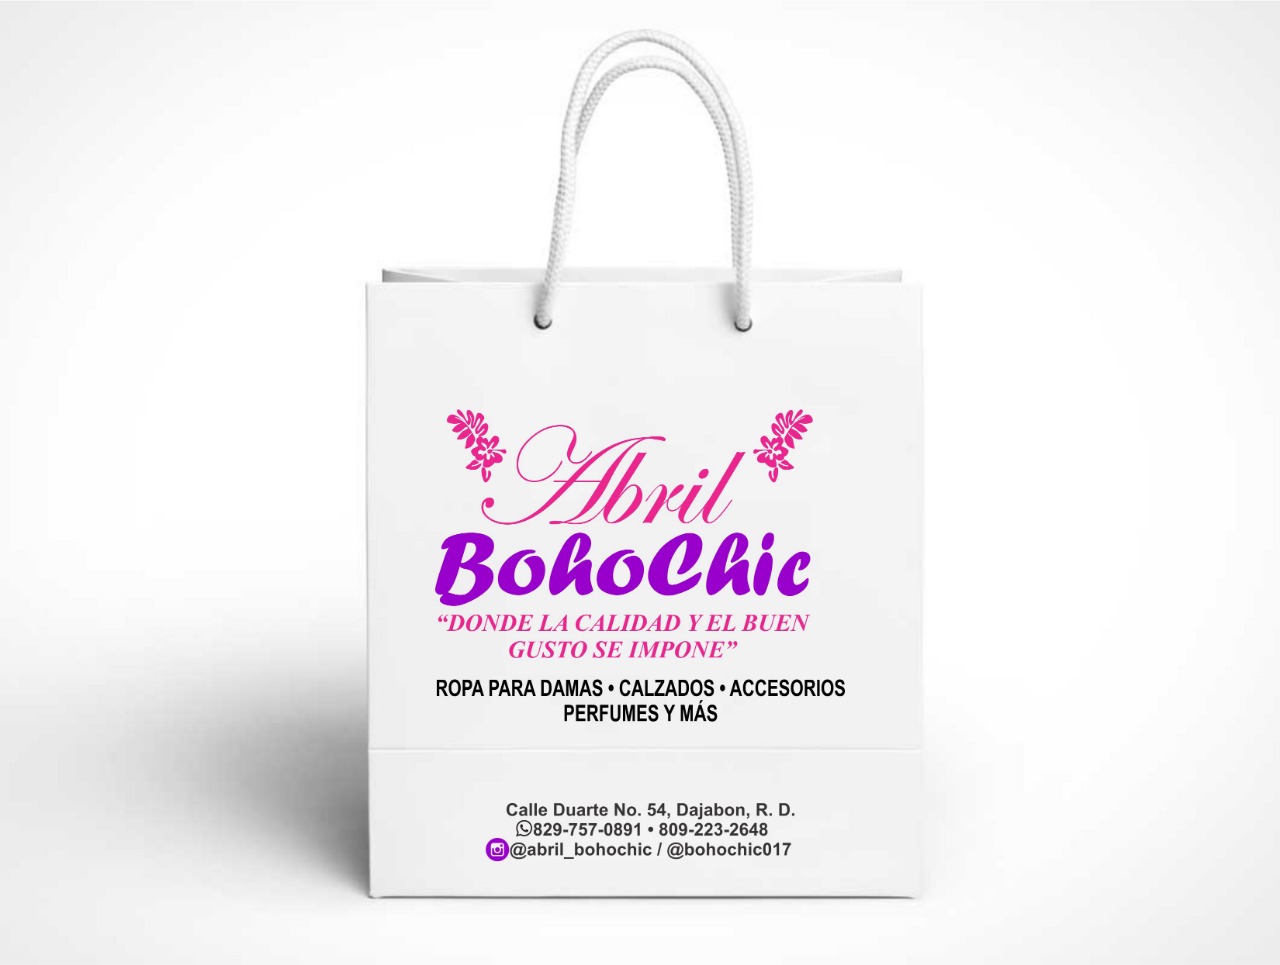 Abril
BohoChic
“DONDE LA CALIDAD Y EL BUEN
GUSTO SE IMPONE”
ROPA PARA DAMAS • CALZADOS • ACCESORIOS
PERFUMES Y MÁS
Calle Duarte No. 54, Dajabon, R. D.
829-757-0891 • 809-223-2648
@abril_bohochic / @bohochic017